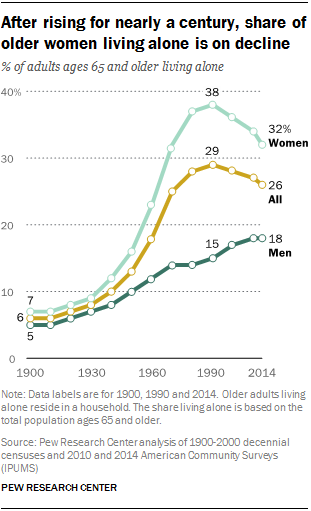 After rising for nearly a century, share of
older women living alone is on decline
% of adults ages 65 and older living alone
40%
38
32%
Women
30
29
26
All
20
18
Men
15
10
7
6
5
0
1900
1930
1960
1990
2014
Note: Data labels are for 1900, 1990 and 2014. Older adults living
alone reside in a household. The share living alone is based on the
total population ages 65 and older.
Source: Pew Research Center analysis of 1900-2000 decennial
censuses and 2010 and 2014 American Community Surveys
(IPUMS)
PEW RESEARCH CENTER